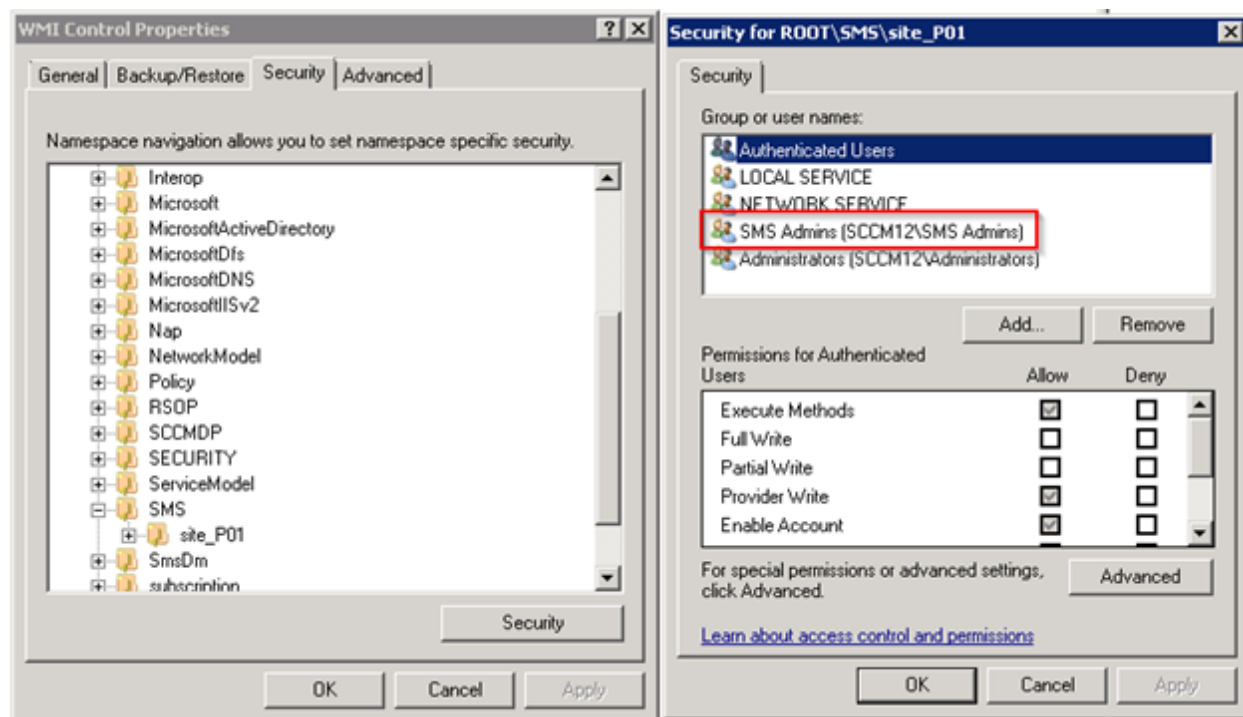 WMI Control Properties
General
Backup/Restore
Security
Advanced
Namespace navigation allows you to set namespace specific security.
Interop
Microsoft
MicrosoftActiveDirectory
MicrosoftDfs
MicrosoftDNS
MicrosoftIISv2
Nap
NetworkModel
Policy
RSOP
SCCMDP
SECURITY
ServiceModel
SMS
site_P01
SmsDm
subscription
Security
OK
Cancel
Apply
Security for ROOT\SMS\site_P01
Security
Group or user names:
Authenticated Users
LOCAL SERVICE
NETWORK SERVICE
SMS Admins (SCCM12\SMS Admins)
Administrators (SCCM12\Administrators)
Add...
Remove
Permissions for Authenticated
Users
Allow
Deny
Execute Methods
Full Write
Partial Write
Provider Write
Enable Account
For special permissions or advanced settings,
click Advanced.
Advanced
Learn about access control and permissions
OK
Cancel
Apply